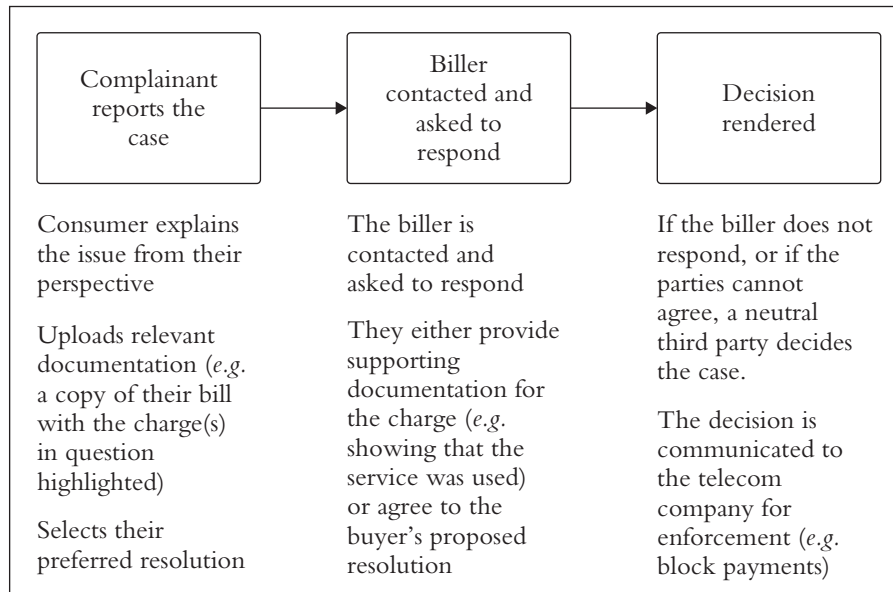 Complainant
reports the
case
Biller
contacted and
asked to
respond
Decision
rendered
Consumer explains
the issue from their
perspective
Uploads relevant
documentation (e.g.
a copy of their bill
with the charge(s)
in question
highlighted)
Selects their
preferred resolution
The biller is
contacted and
asked to respond
They either provide
supporting
documentation for
the charge (e.g.
showing that the
service was used)
or agree to the
buyer's proposed
resolution
If the biller does not
respond, or if the
parties cannot
agree, a neutral
third party decides
the case.
The decision is
communicated to
the telecom
company for
enforcement (e.g.
block payments)